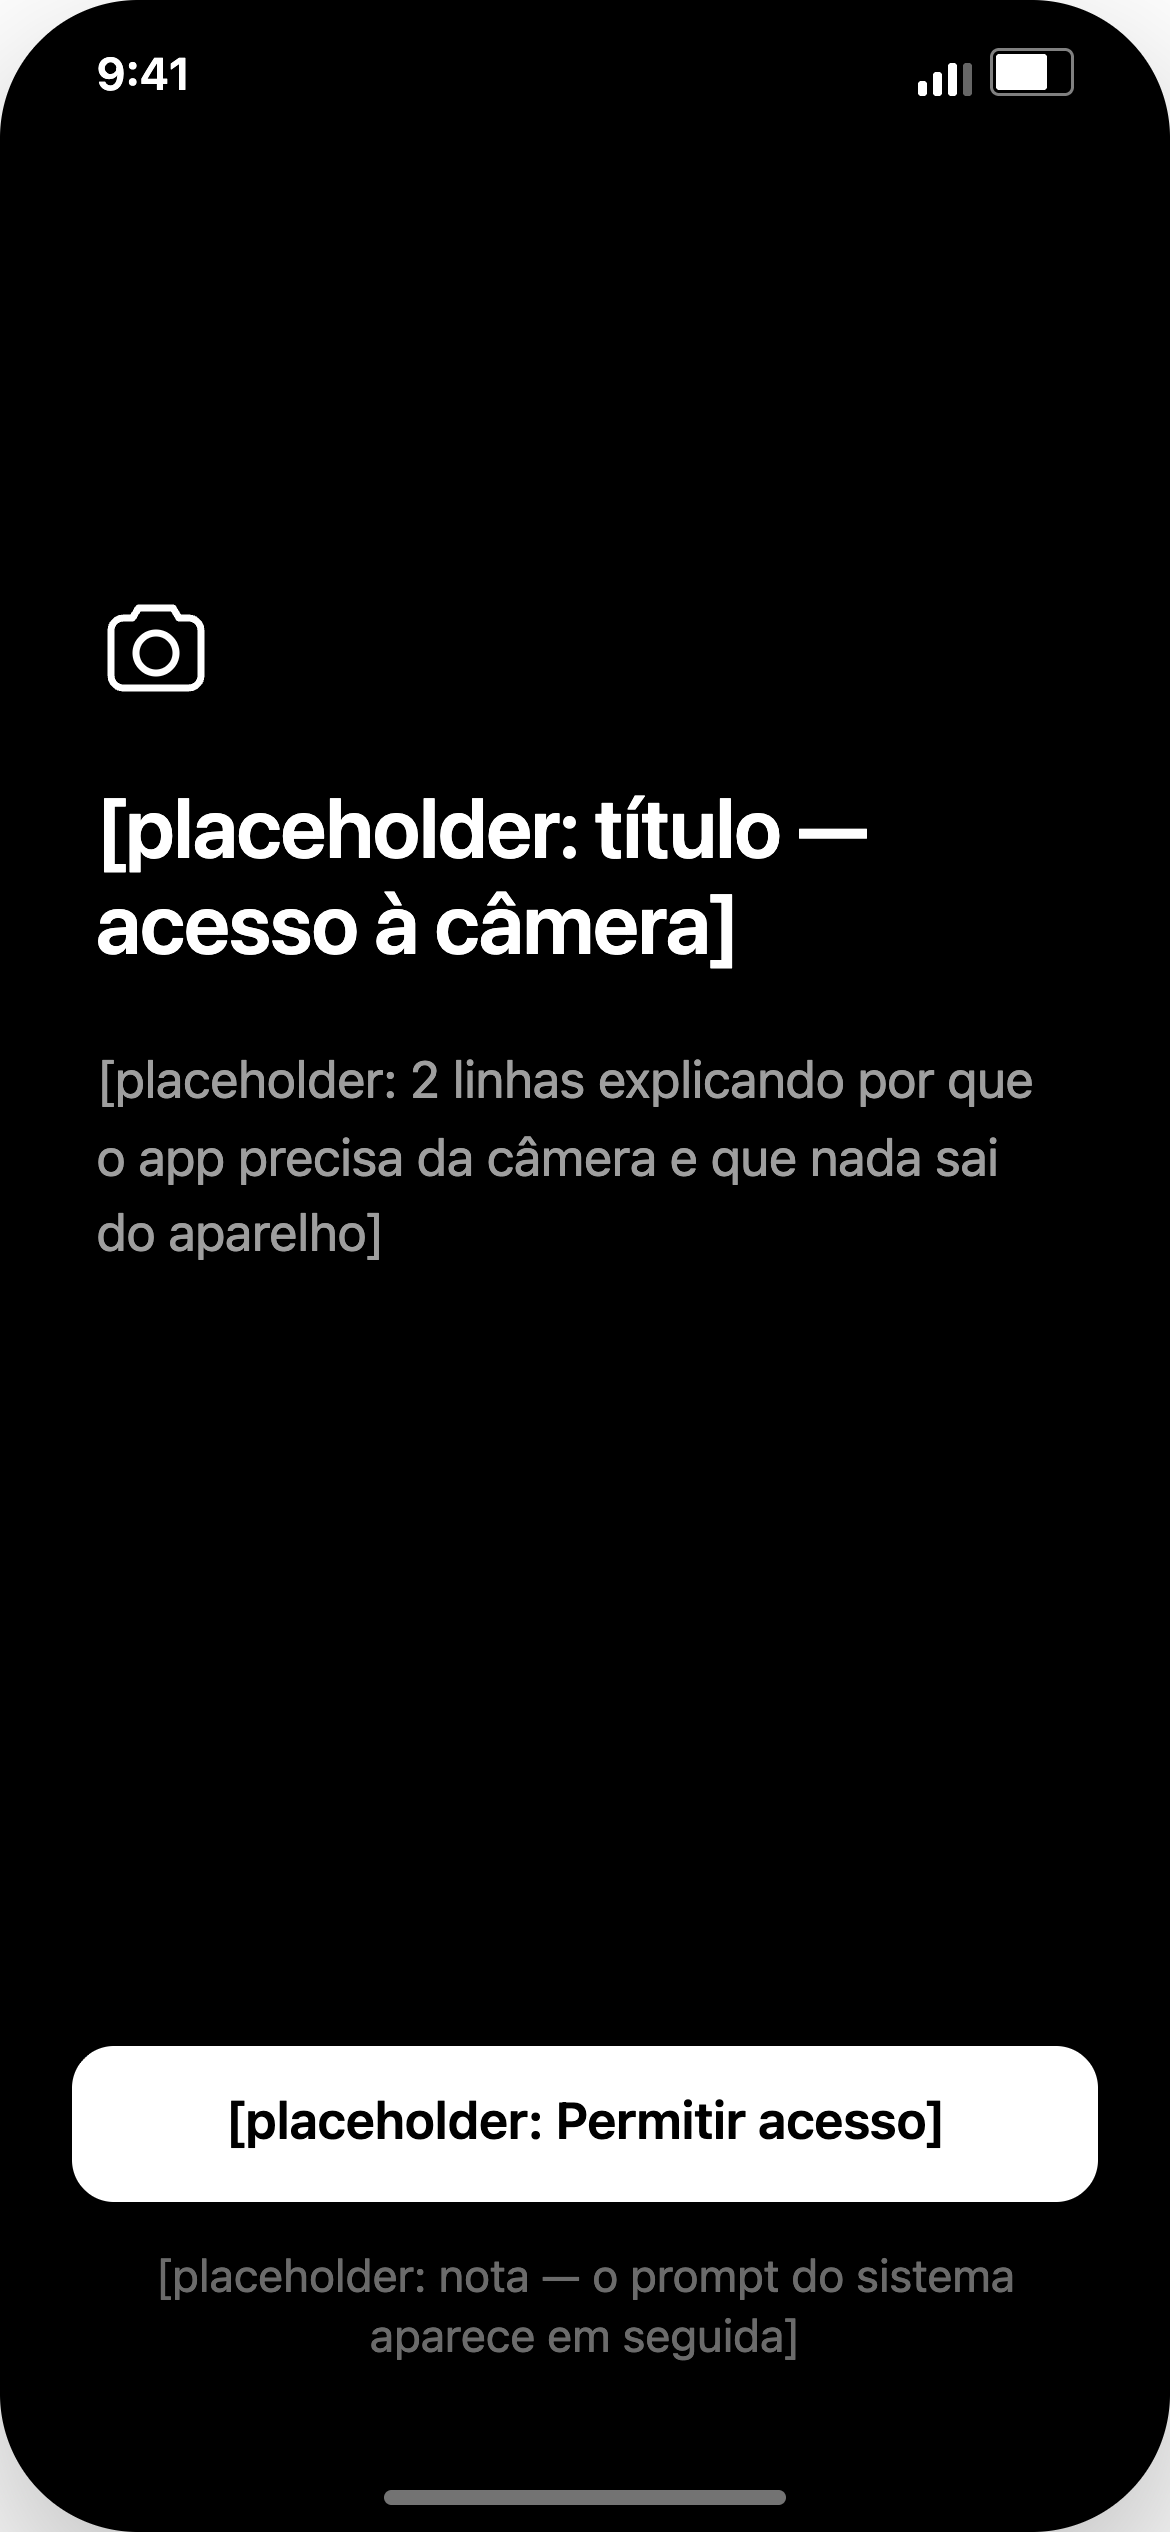 9:41
[placeholder: título —
acesso à câmera]
[placeholder: 2 linhas explicando por que
o app precisa da câmera e que nada sai
do aparelho]
[placeholder: Permitir acesso]
[placeholder: nota — o prompt do sistema
aparece em seguida]